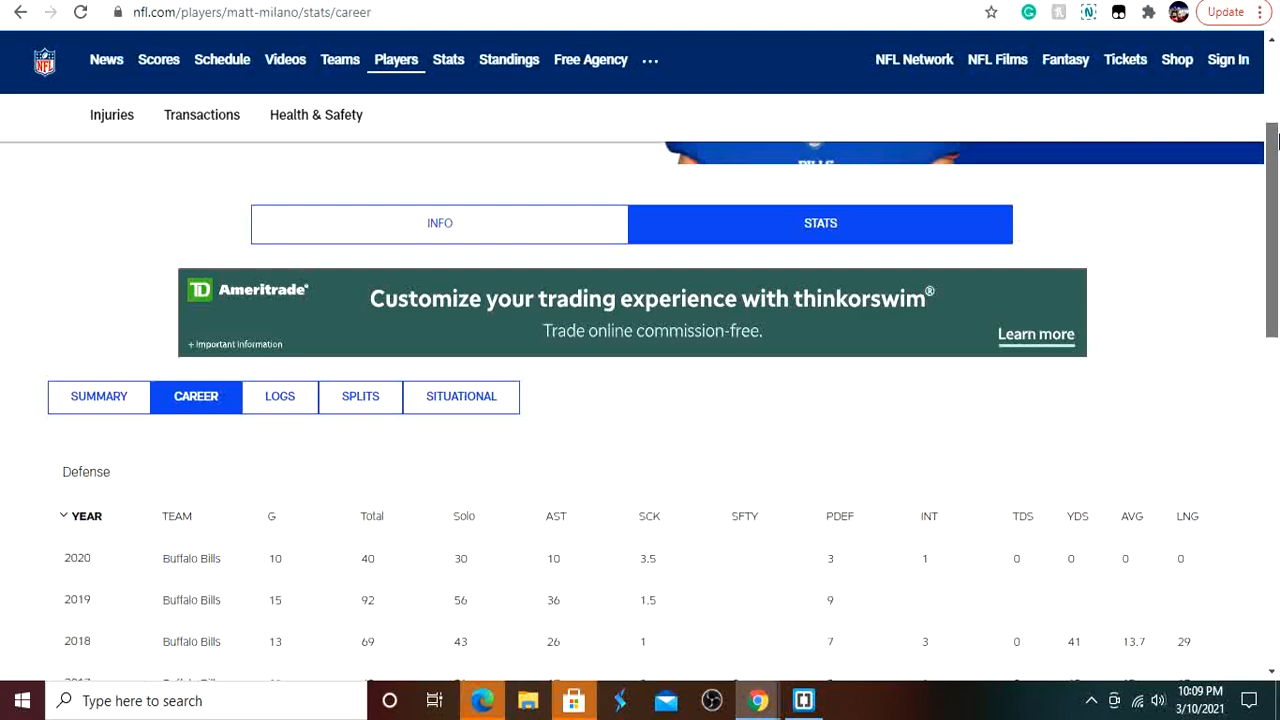 nfl.com/players/matt-milano/stats/career
Update
NFL
News Scores Schedule Videos Teams Players Stats Standings Free Agency ... NFL Network NFL Films Fantasy Tickets Shop Sign In
Injuries Transactions Health & Safety
INFO STATS
TD Ameritrade®
Customize your trading experience with thinkorswim®
Trade online commission-free.
Learn more
+ Important Information
SUMMARY CAREER LOGS SPLITS SITUATIONAL
Defense
YEAR TEAM G Total Solo AST SCK SFTY PDEF INT TDS YDS AVG LNG
2020 Buffalo Bills 10 40 30 10 3.5 3 1 0 0 0 0
2019 Buffalo Bills 15 92 56 36 1.5 9
2018 Buffalo Bills 13 69 43 26 1 7 3 0 41 13.7 29
Type here to search
10:09 PM
3/10/2021